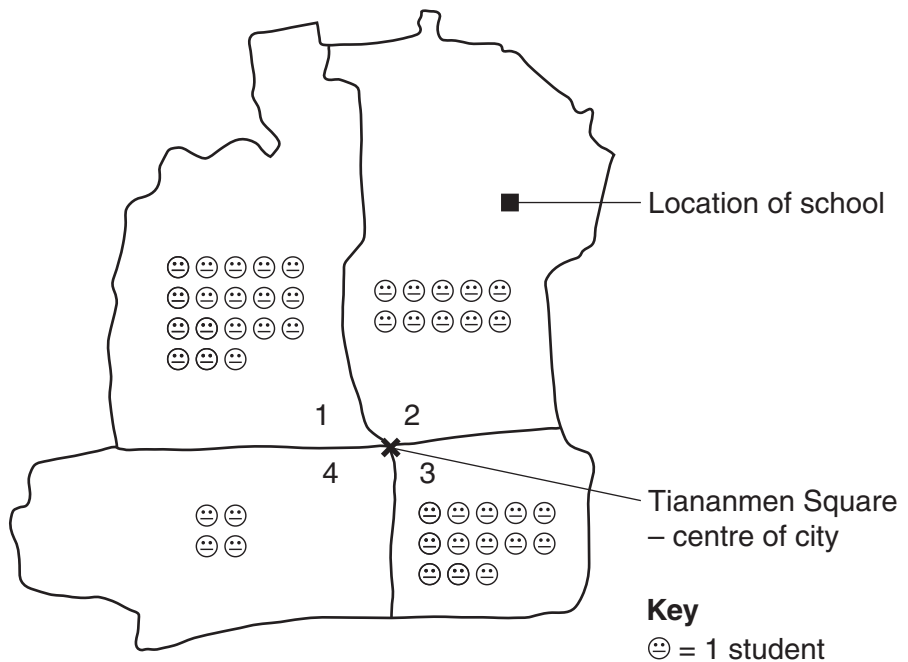 Location of school
1
2
4
3
Tiananmen Square
– centre of city
Key
= 1 student